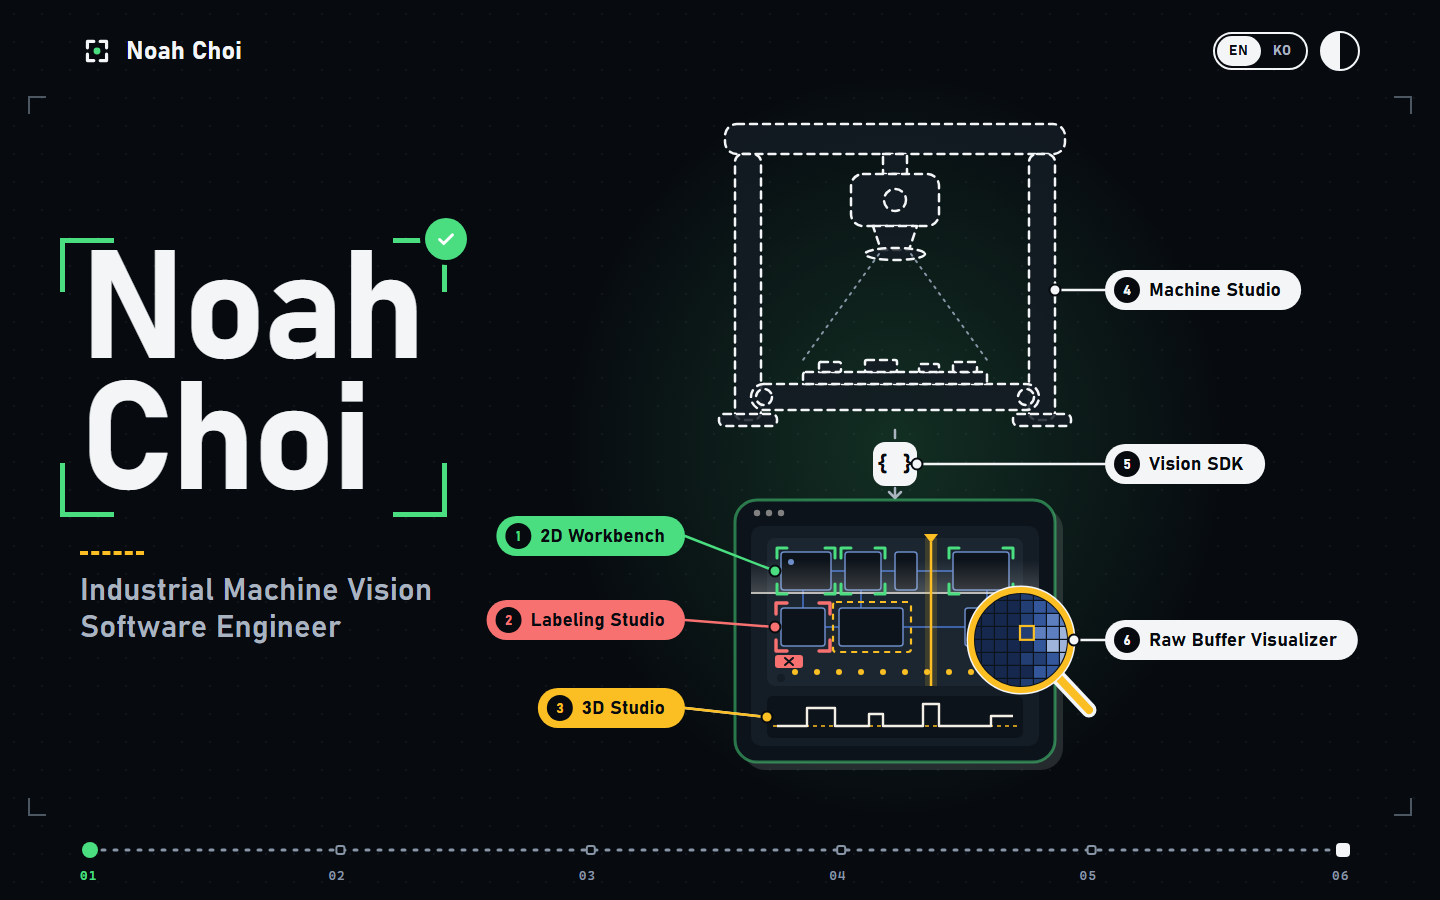 Noah Choi
EN KO
Noah
Choi
Industrial Machine Vision
Software Engineer
4 Machine Studio
{ }
5 Vision SDK
1 2D Workbench
2 Labeling Studio
6 Raw Buffer Visualizer
3 3D Studio
01 02 03 04 05 06